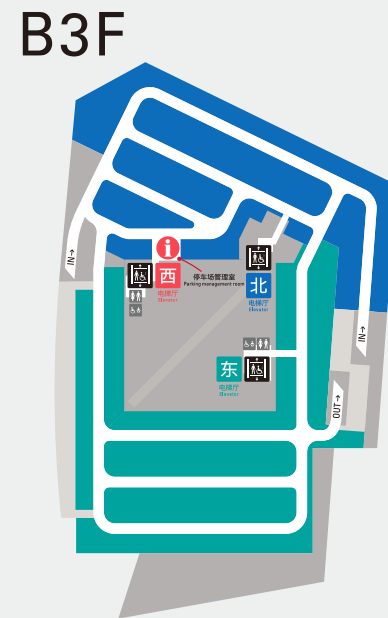 B3F
IN→
i
停车场管理室
Parking management room
西
电梯厅
Elevator
北
电梯厅
Elevator
IN→
东
电梯厅
Elevator
OUT→